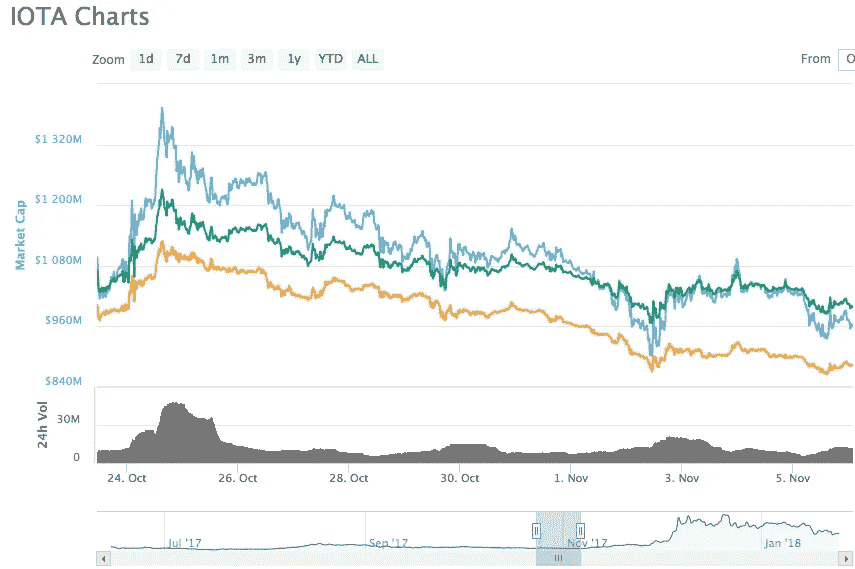 IOTA Charts
Zoom 1d 7d 1m 3m 1y YTD ALL From
$1 320M
$1 200M
$1 080M
$960M
$840M
Market Cap
30M
0
24h Vol
24. Oct 26. Oct 28. Oct 30. Oct 1. Nov 3. Nov 5. Nov
Jul '17 Sep '17 Nov '17 Jan '18